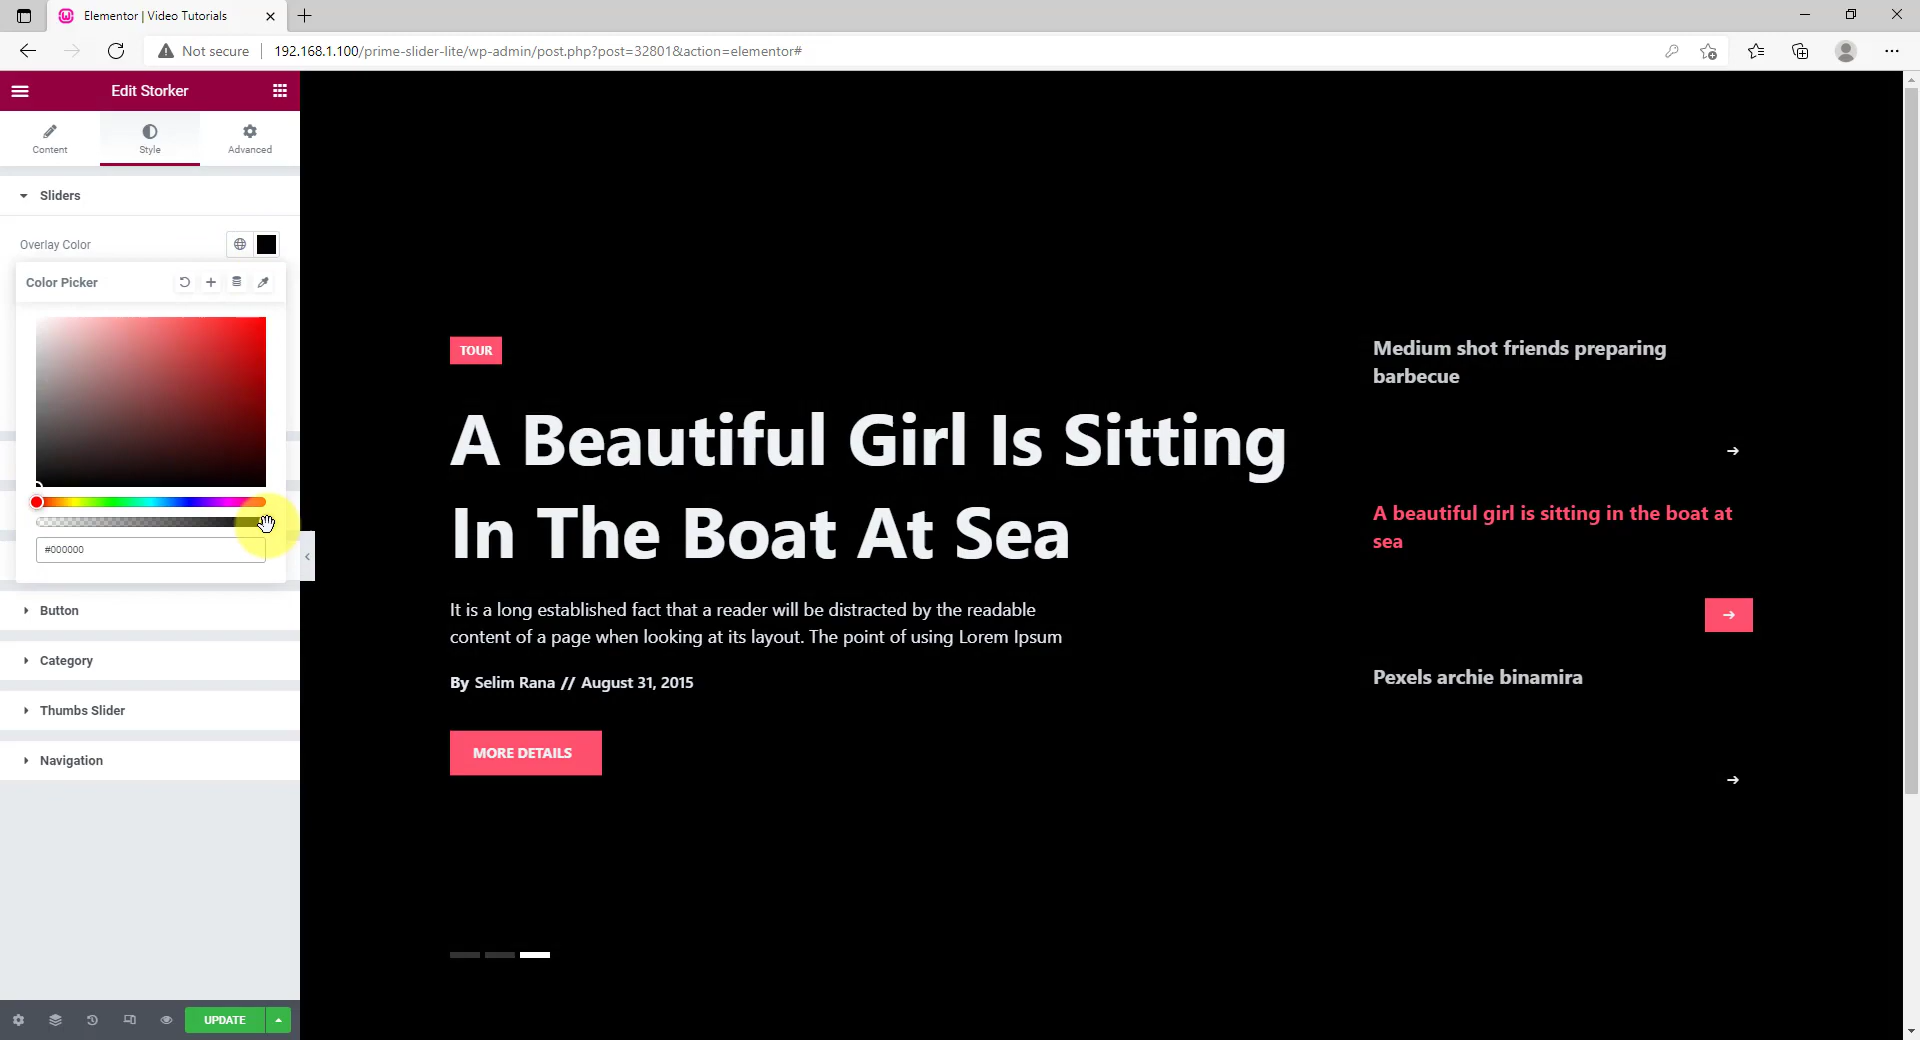 Elementor | Video Tutorials
Not secure
192.168.1.100/prime-slider-lite/wp-admin/post.php?post=32801&action=elementor#
Edit Storker
Content
Style
Advanced
Sliders
Overlay Color
Color Picker
#000000
Button
Category
Thumbs Slider
Navigation
UPDATE
TOUR
A Beautiful Girl Is Sitting
In The Boat At Sea
It is a long established fact that a reader will be distracted by the readable
content of a page when looking at its layout. The point of using Lorem Ipsum
By Selim Rana // August 31, 2015
MORE DETAILS
Medium shot friends preparing
barbecue
A beautiful girl is sitting in the boat at
sea
Pexels archie binamira